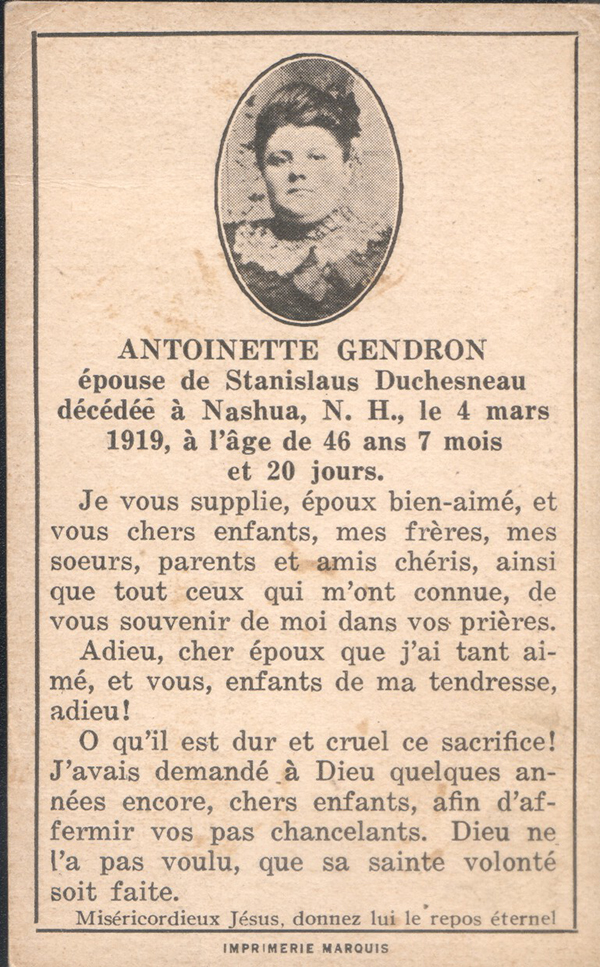 ANTOINETTE GENDRON
épouse de Stanislaus Duchesneau
décédée à Nashua, N. H., le 4 mars
1919, à l'âge de 46 ans 7 mois
et 20 jours.
Je vous supplie, époux bien-aimé, et
vous chers enfants, mes frères, mes
soeurs, parents et amis chéris, ainsi
que tout ceux qui m'ont connue, de
vous souvenir de moi dans vos prières.
Adieu, cher époux que j'ai tant ai-
mé, et vous, enfants de ma tendresse,
adieu!
O qu'il est dur et cruel ce sacrifice!
J'avais demandé à Dieu quelques an-
nées encore, chers enfants, afin d'af-
fermir vos pas chancelants. Dieu ne
l'a pas voulu, que sa sainte volonté
soit faite.
Miséricordieux Jésus, donnez lui le repos éternel
IMPRIMERIE MARQUIS